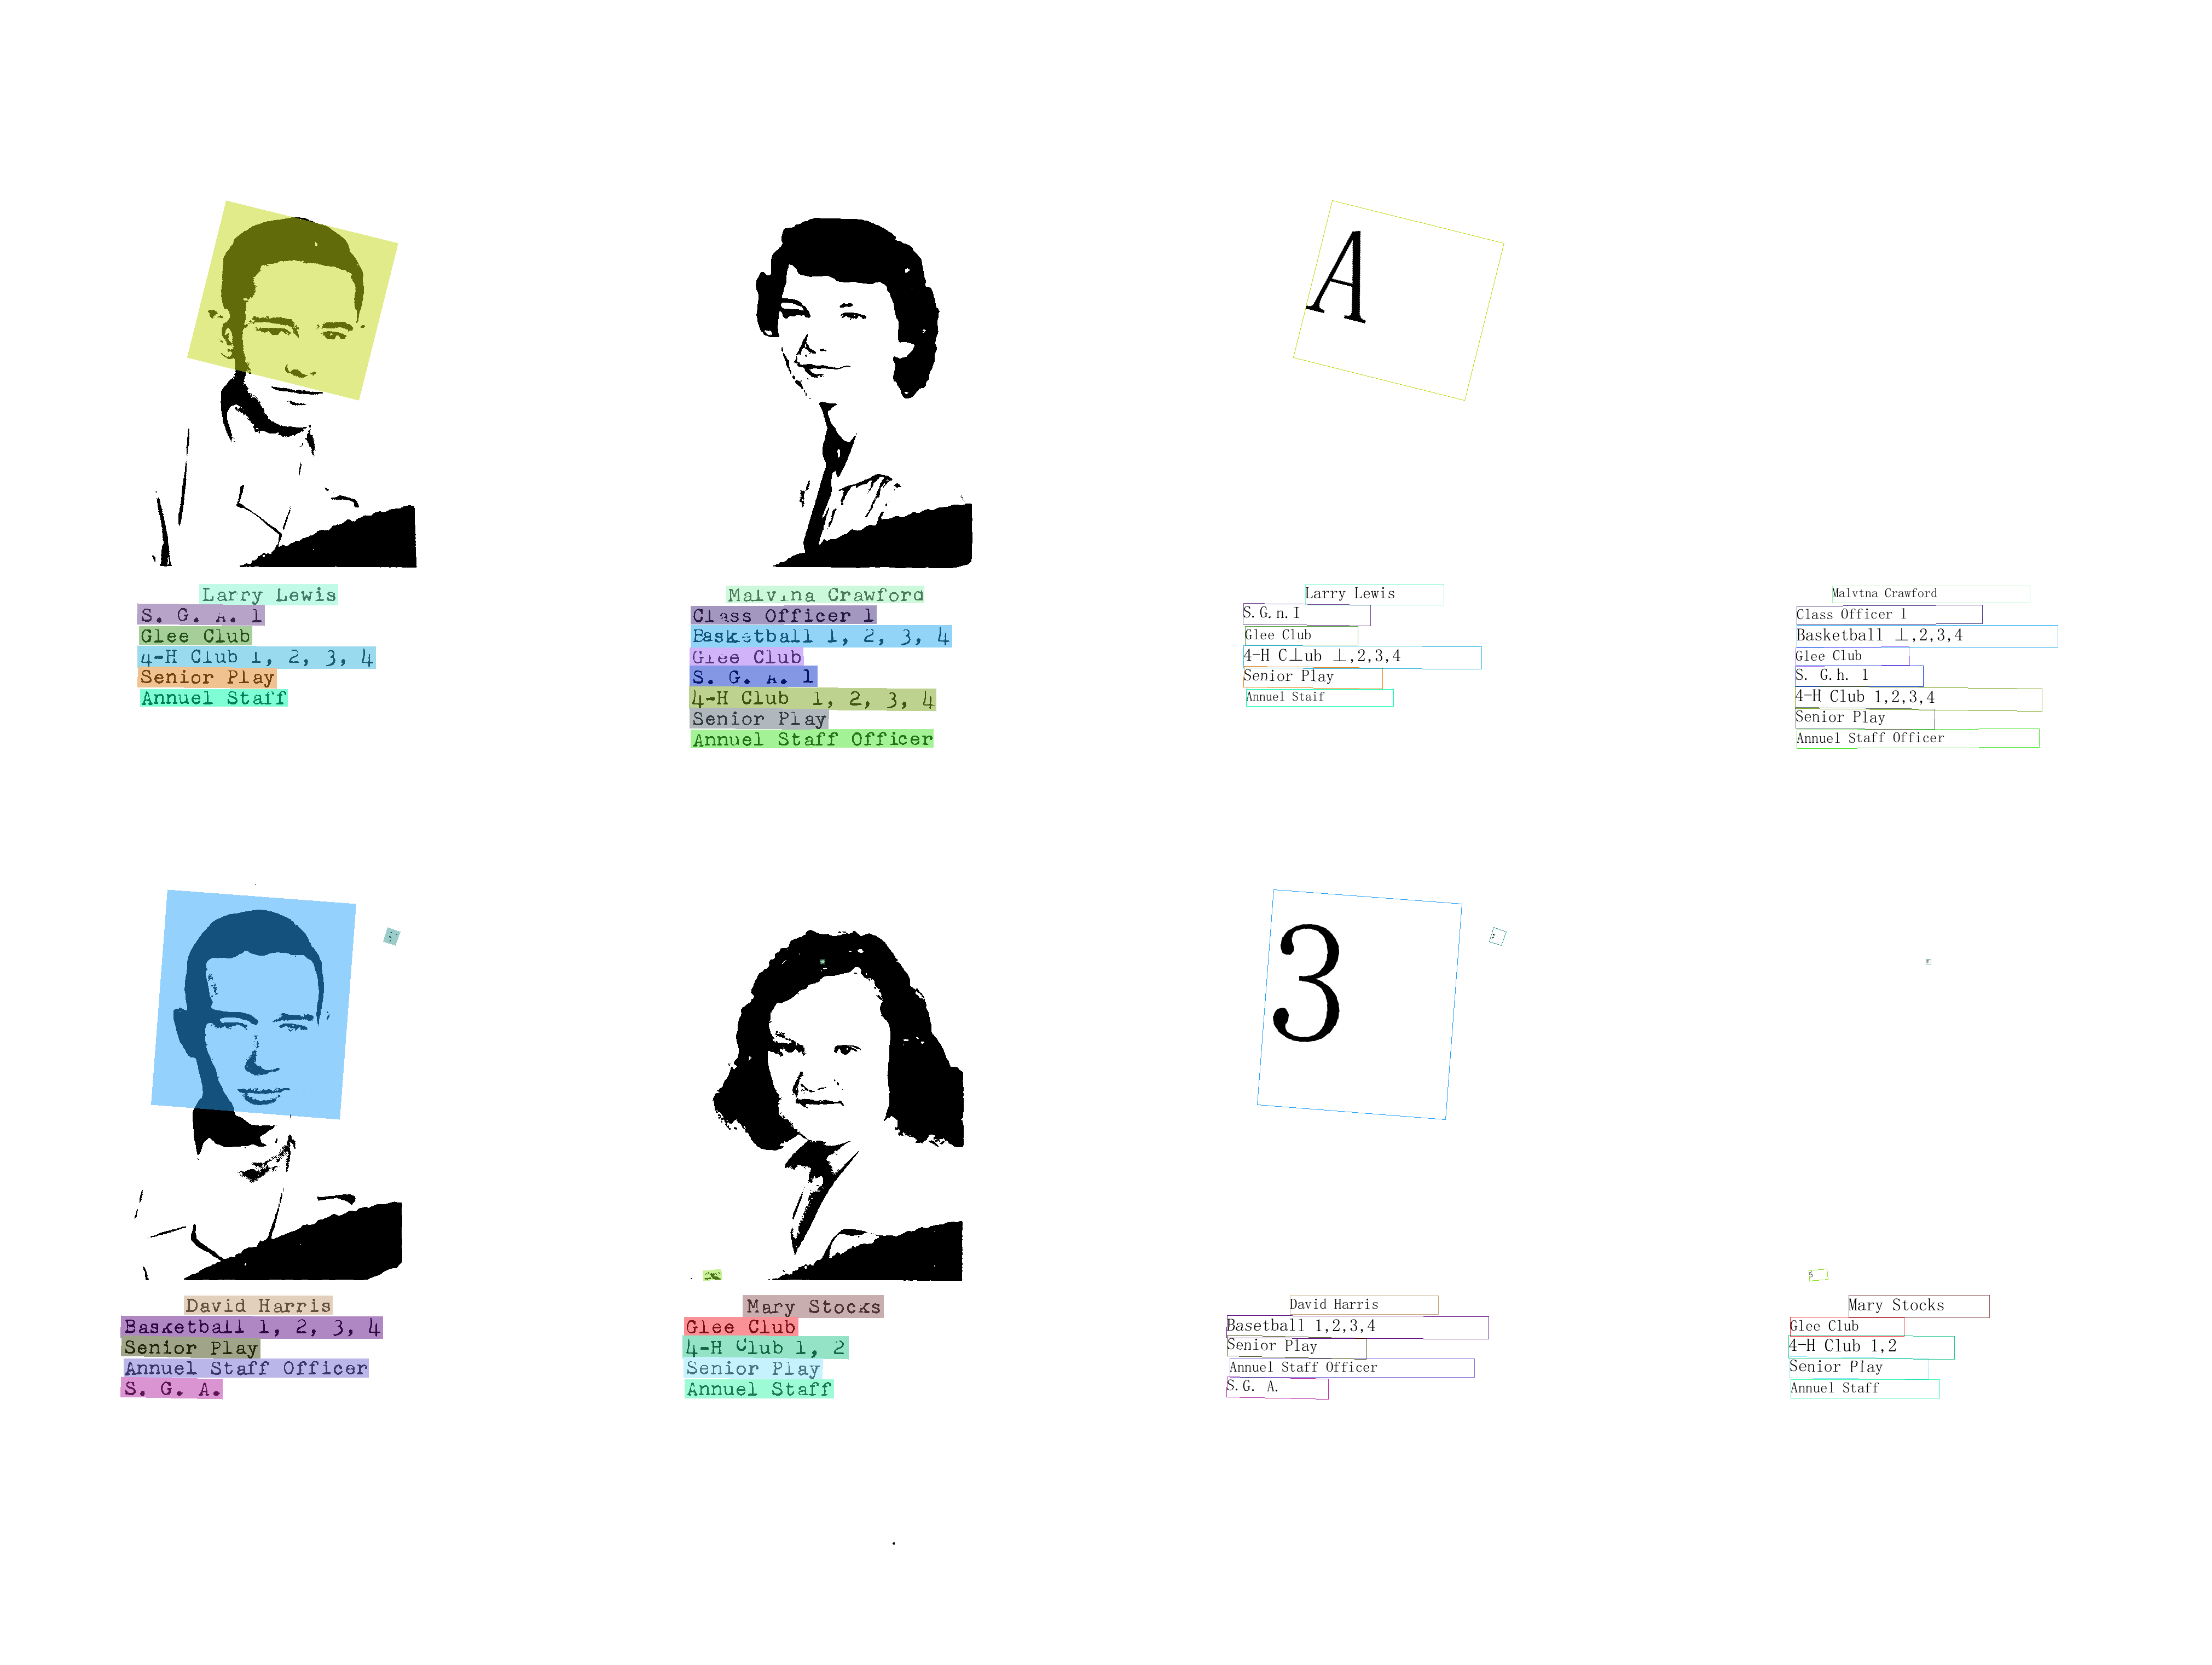 Larry Lewis
S. G. A. 1
Glee Club
4-H Club 1, 2, 3, 4
Senior Play
Annuel Staff
Malvina Crawford
Class Officer 1
Basketball 1, 2, 3, 4
Glee Club
S. G. A. 1
4-H Club 1, 2, 3, 4
Senior Play
Annuel Staff Officer
A
Larry Lewis
S.G.n.I
Glee Club
4-H C⊥ub ⊥,2,3,4
Senior Play
Annuel Staif
Malvtna Crawford
Class Officer 1
Basketball ⊥,2,3,4
Glee Club
S. G.h. 1
4-H Club 1,2,3,4
Senior Play
Annuel Staff Officer
David Harris
Basketball 1, 2, 3, 4
Senior Play
Annuel Staff Officer
S. G. A.
Mary Stocks
Glee Club
4-H Club 1, 2
Senior Play
Annuel Staff
3
David Harris
Basetball 1,2,3,4
Senior Play
Annuel Staff Officer
S.G. A.
Mary Stocks
Glee Club
4-H Club 1,2
Senior Play
Annuel Staff